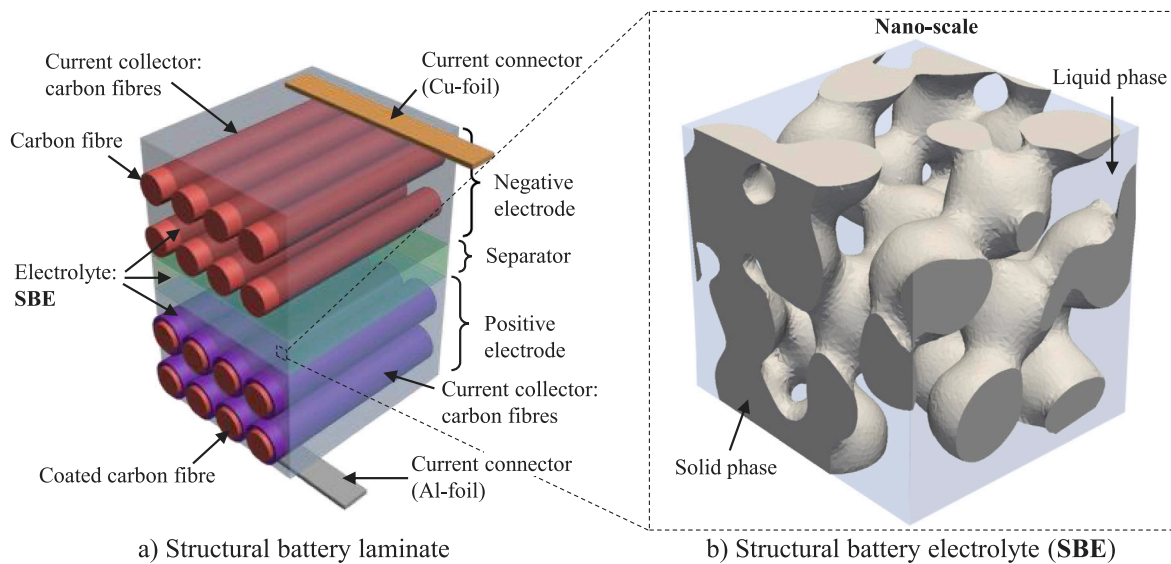 Current collector:
carbon fibres
Current connector
(Cu-foil)
Carbon fibre
Negative
electrode
Separator
Electrolyte:
SBE
Positive
electrode
Current collector:
carbon fibres
Coated carbon fibre
Current connector
(Al-foil)
a) Structural battery laminate
Nano-scale
Liquid phase
Solid phase
b) Structural battery electrolyte (SBE)